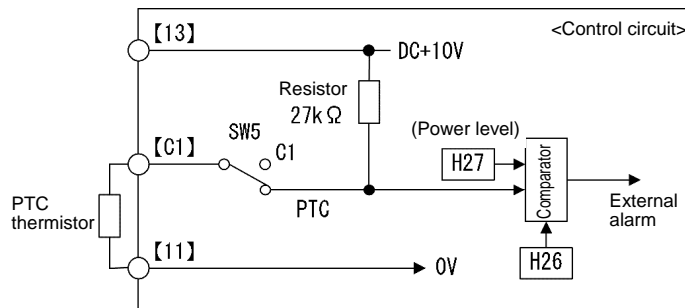 <Control circuit>
【13】
DC+10V
Resistor
27kΩ
SW5
(Power level)
【C1】
C1
H27
Comparator
PTC
thermistor
PTC
External
alarm
【11】
0V
H26